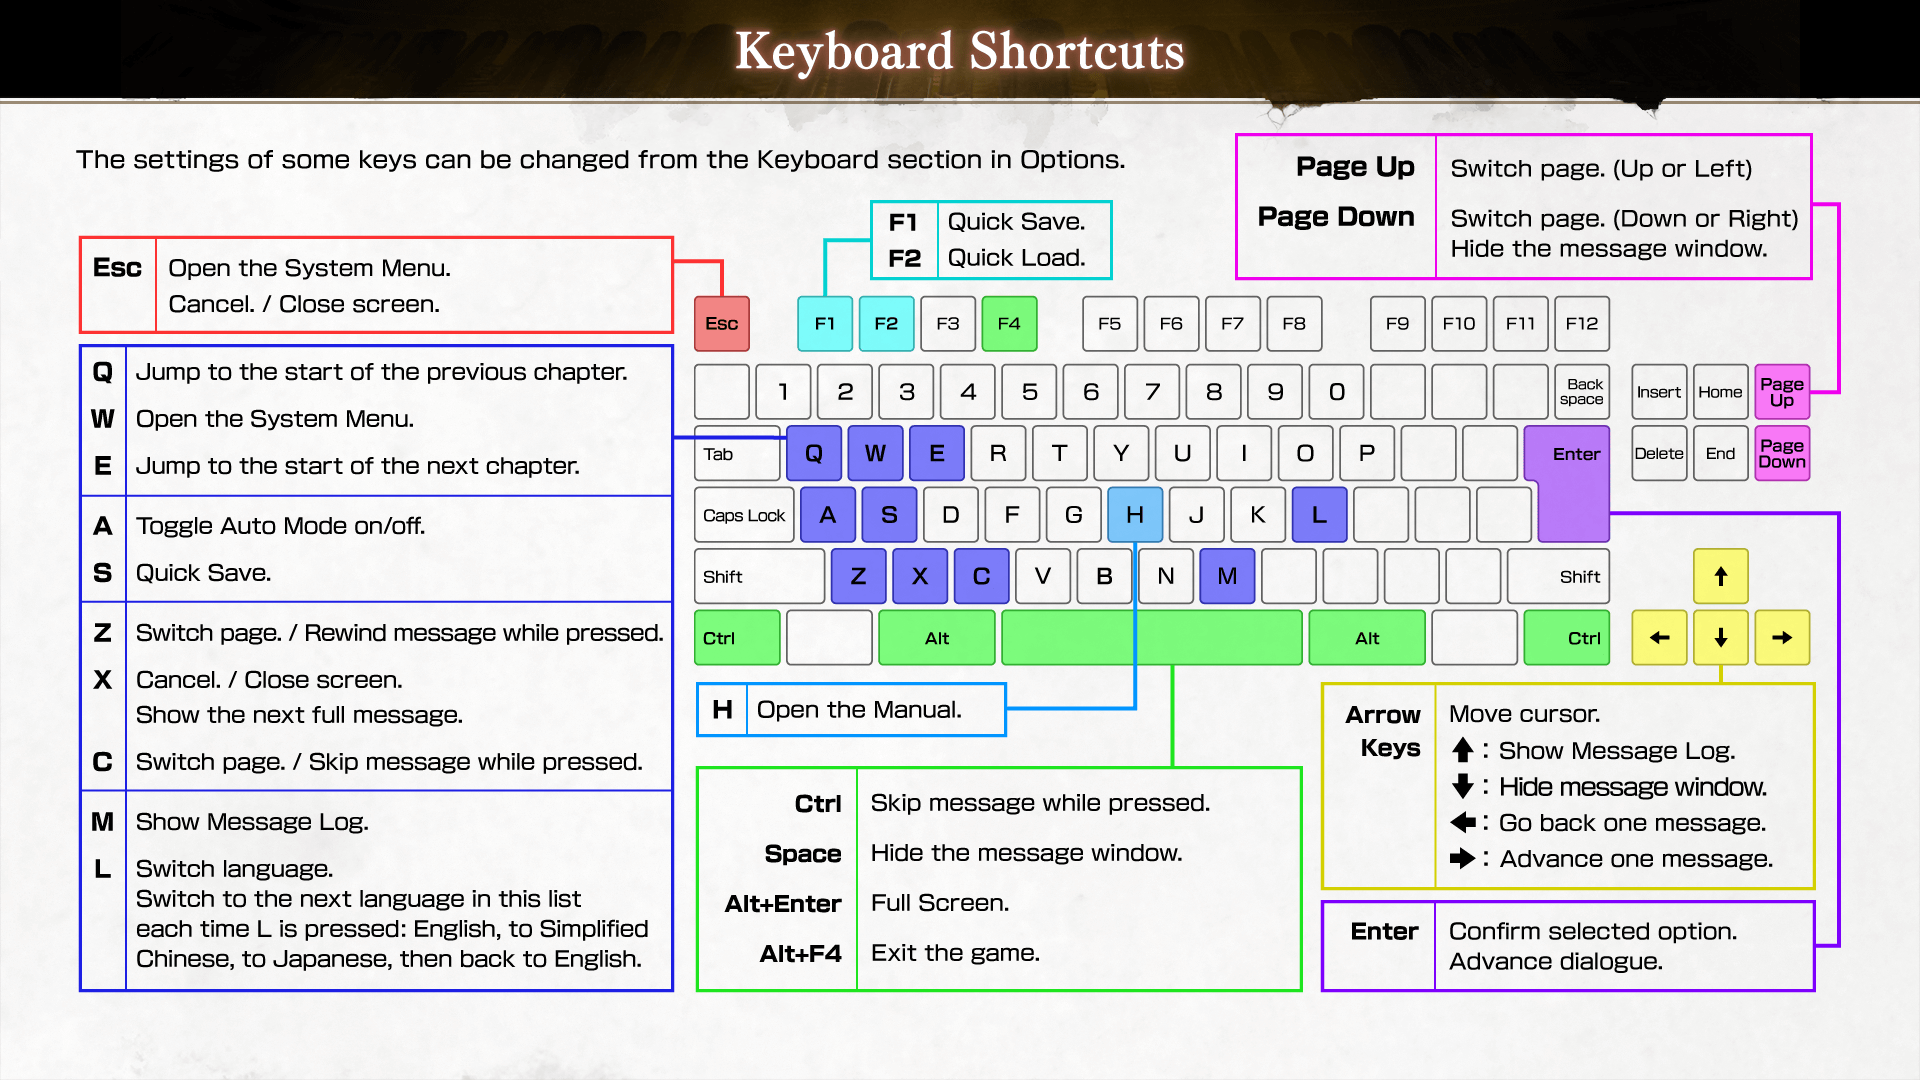 Keyboard Shortcuts
The settings of some keys can be changed from the Keyboard section in Options.
Page Up Switch page. (Up or Left)
Page Down Switch page. (Down or Right)
Hide the message window.
F1 Quick Save.
F2 Quick Load.
Esc Open the System Menu.
Cancel. / Close screen.
Q Jump to the start of the previous chapter.
W Open the System Menu.
E Jump to the start of the next chapter.
A Toggle Auto Mode on/off.
S Quick Save.
Z Switch page. / Rewind message while pressed.
X Cancel. / Close screen.
Show the next full message.
C Switch page. / Skip message while pressed.
M Show Message Log.
L Switch language.
Switch to the next language in this list
each time L is pressed: English, to Simplified
Chinese, to Japanese, then back to English.
Esc F1 F2 F3 F4 F5 F6 F7 F8 F9 F10 F11 F12
1 2 3 4 5 6 7 8 9 0 Back
space
Insert Home Page
Up
Tab Q W E R T Y U I O P Enter
Delete End Page
Down
Caps Lock A S D F G H J K L
Shift Z X C V B N M Shift
↑
Ctrl Alt Alt Ctrl
← ↓ →
H Open the Manual.
Ctrl Skip message while pressed.
Space Hide the message window.
Alt+Enter Full Screen.
Alt+F4 Exit the game.
Arrow
Keys
Move cursor.
↑ : Show Message Log.
↓ : Hide message window.
← : Go back one message.
→ : Advance one message.
Enter Confirm selected option.
Advance dialogue.